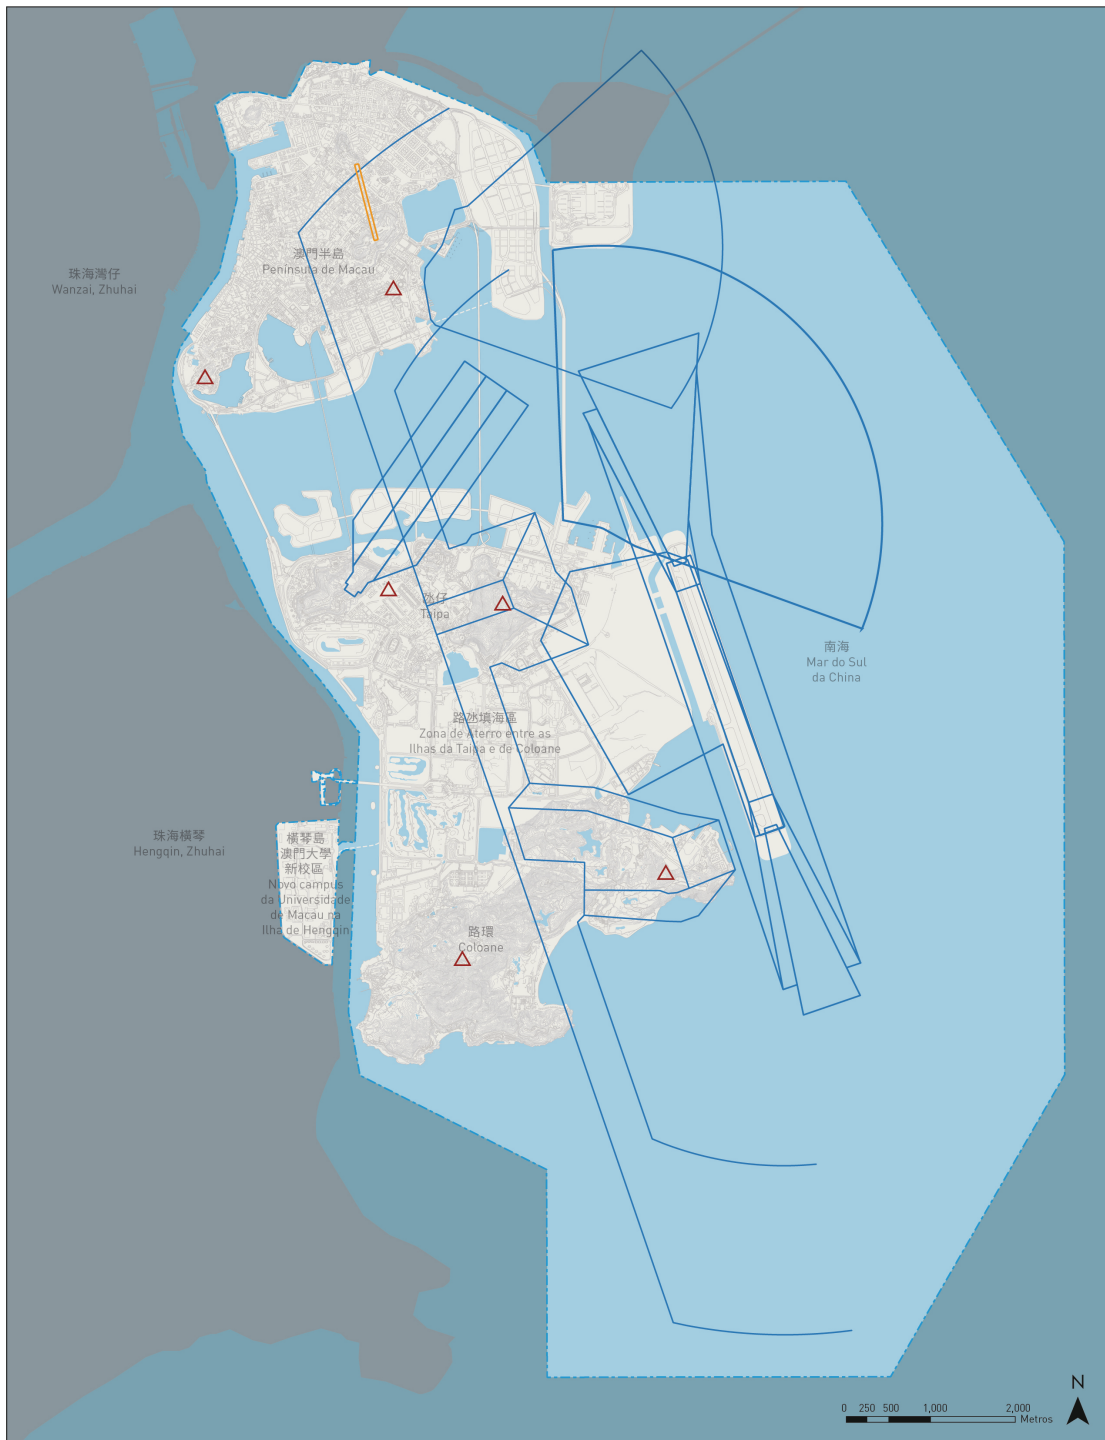 澳門半島
Península de Macau
珠海灣仔
Wanzai, Zhuhai
氹仔
Taipa
南海
Mar do Sul
da China
路氹填海區
Zona de Aterro entre as
Ilhas da Taipa e de Coloane
珠海橫琴
Hengqin, Zhuhai
橫琴島
澳門大學
新校區
Novo campus
da Universidade
de Macau na
Ilha de Hengqin
路環
Coloane
N
0 250 500 1,000 2,000
Metros